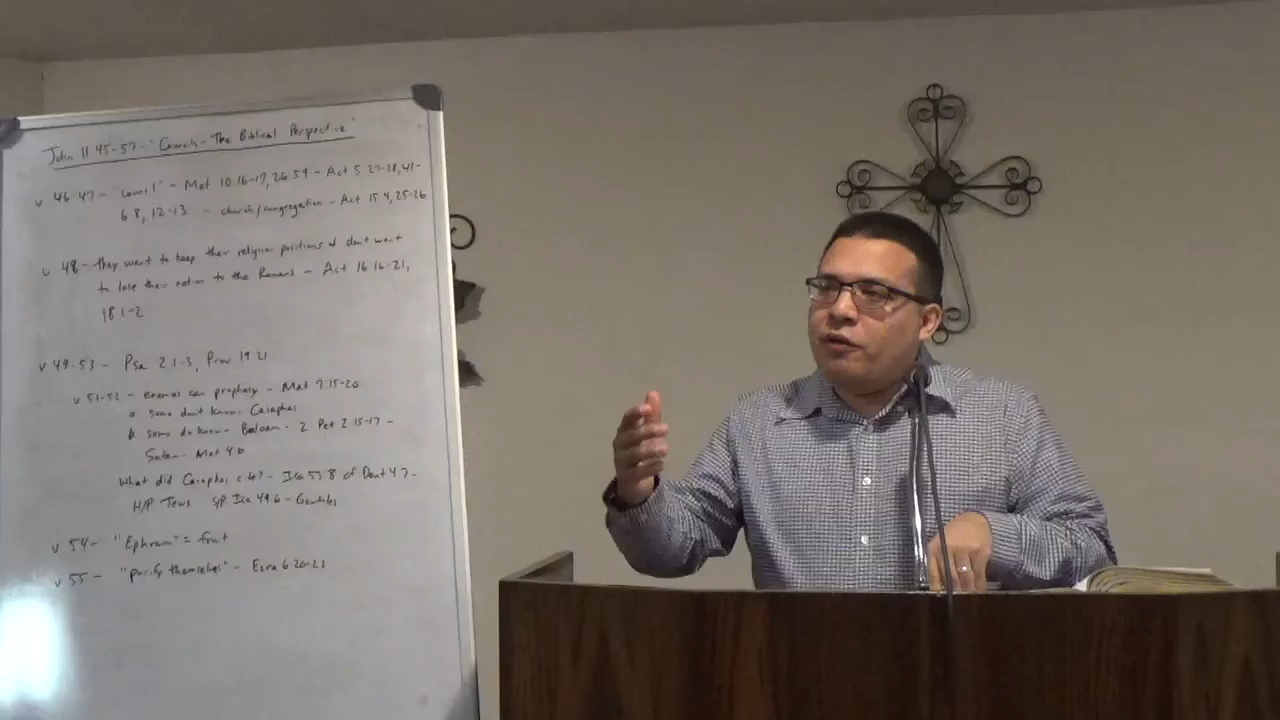 John 11 45-57 - "Councils - The Biblical Perspective"
v 46-47 - "council" - Mat 10 16-17, 26 59 - Act 5 27-28, 41 -
6 8, 12-13 - church/congregation - Act 15 4, 25-26
v 48 - they want to keep their religious positions & don't want
to lose their nation to the Romans - Act 16 16-21,
18 1-2
v 49-53 - Psa 2 1-3, Prov 19 21
v 51-52 - enemies can prophesy - Mat 7 15-20
a some don't know - Caiaphas
b some do know - Balaam - 2 Pet 2 15-17 -
Satan - Mat 4 6
What did Caiaphas - Isa 53 8 cf Deut 4 7 -
H/P Jews S/P Isa 49 6 - Gentiles
v 54 - "Ephraim" = fruit
v 55 - "purify themselves" - Ezra 6 20-22